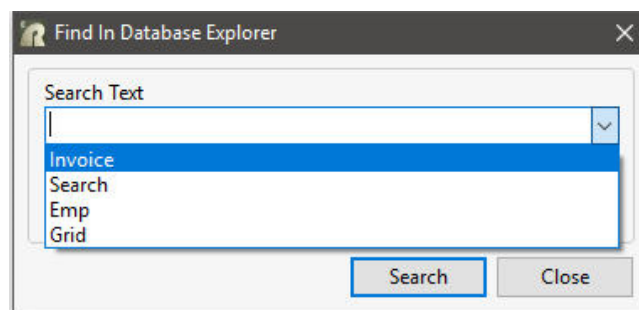 Find In Database Explorer
Search Text
Invoice
Search
Emp
Grid
Search Close